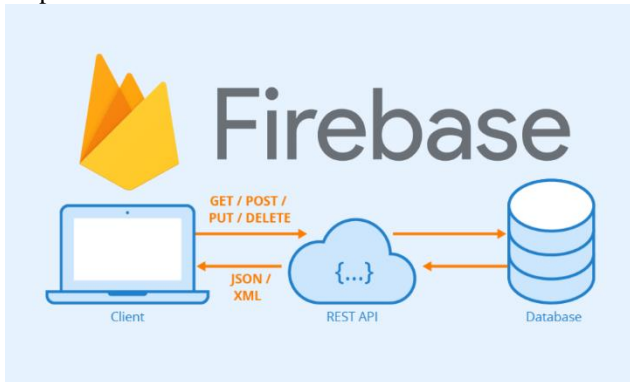 Firebase
GET / POST /
PUT / DELETE
{...}
JSON /
XML
Client
REST API
Database